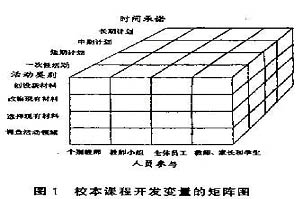 时间承诺
长期计划
中期计划
短期计划
一次性活动
活动类别
创设新材料
改编现有材料
选择现有材料
调查活动领域
个别教师 教师小组 全体员工 教师、家长和学生
人员参与
图1 校本课程开发变量的矩阵图